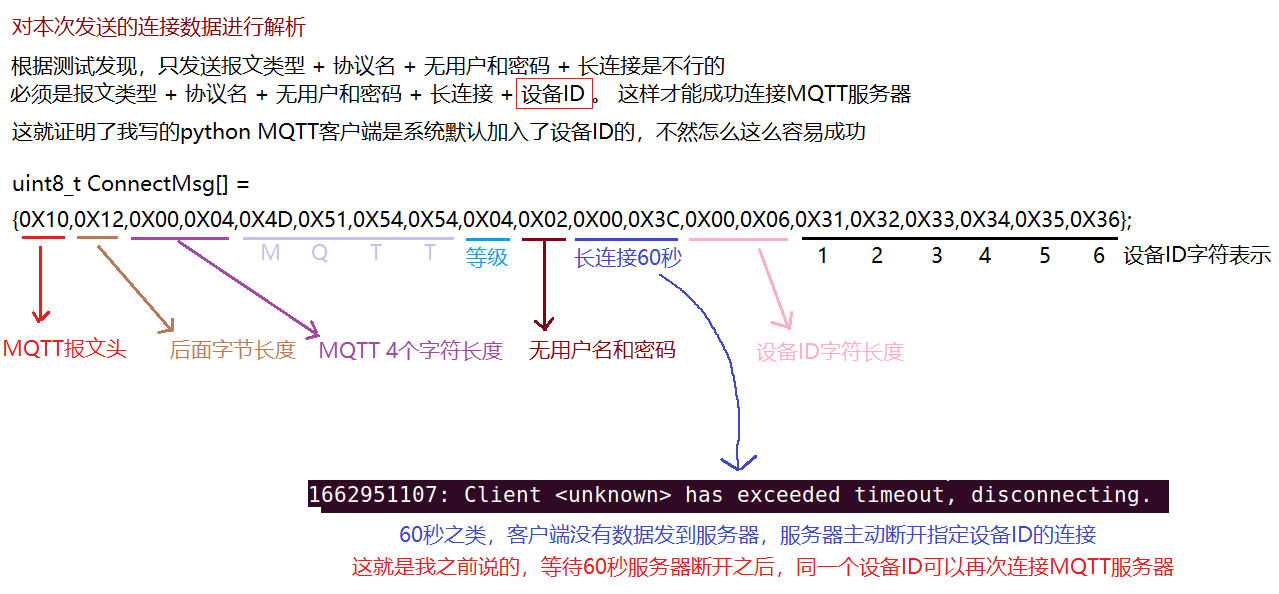 对本次发送的连接数据进行解析
根据测试发现，只发送报文类型 + 协议名 + 无用户和密码 + 长连接是不行的
必须是报文类型 + 协议名 + 无用户和密码 + 长连接 + 设备ID 。 这样才能成功连接MQTT服务器
这就证明了我写的python MQTT客户端是系统默认加入了设备ID的，不然怎么这么容易成功
uint8_t ConnectMsg[] =
{0X10,0X12,0X00,0X04,0X4D,0X51,0X54,0X54,0X04,0X02,0X00,0X3C,0X00,0X06,0X31,0X32,0X33,0X34,0X35,0X36};
M Q T T 等级 长连接60秒 1 2 3 4 5 6 设备ID字符表示
MQTT报文头 后面字节长度 MQTT 4个字符长度 无用户名和密码 设备ID字符长度
1662951107: Client <unknown> has exceeded timeout, disconnecting.
60秒之类，客户端没有数据发到服务器，服务器主动断开指定设备ID的连接
这就是我之前说的，等待60秒服务器断开之后，同一个设备ID可以再次连接MQTT服务器